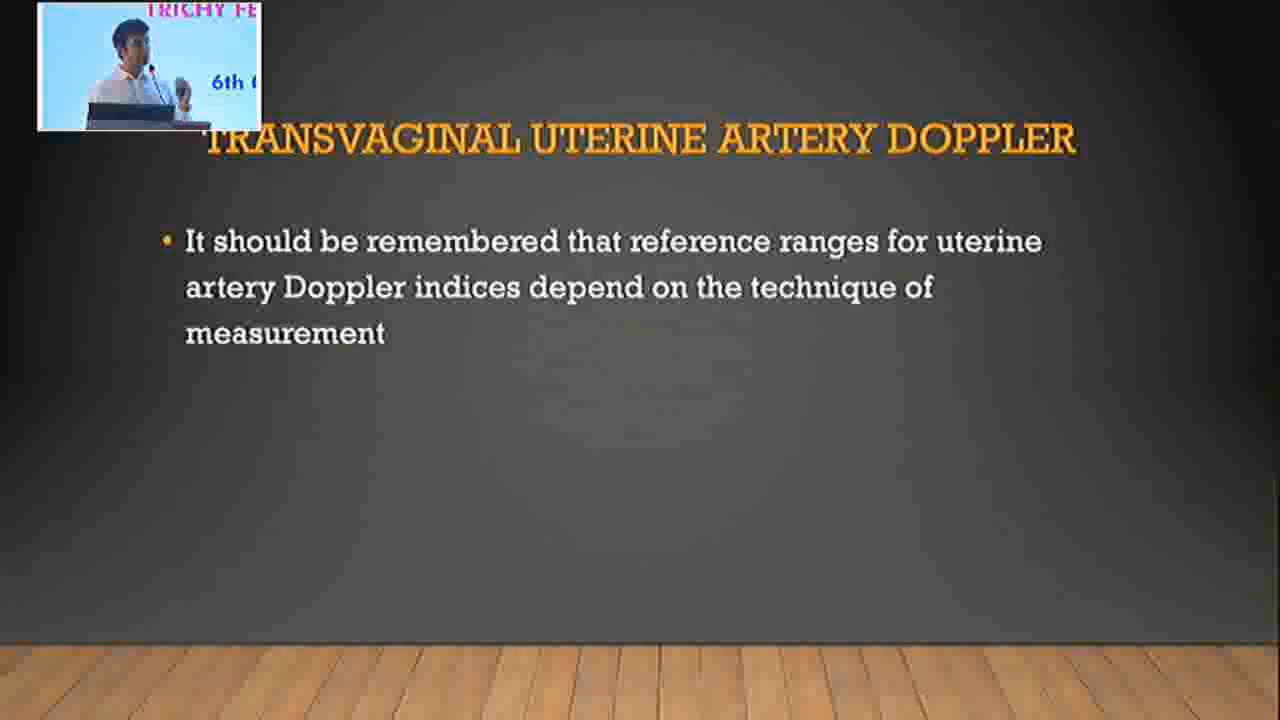 TRICHY FE
6th
TRANSVAGINAL UTERINE ARTERY DOPPLER
• It should be remembered that reference ranges for uterine
artery Doppler indices depend on the technique of
measurement